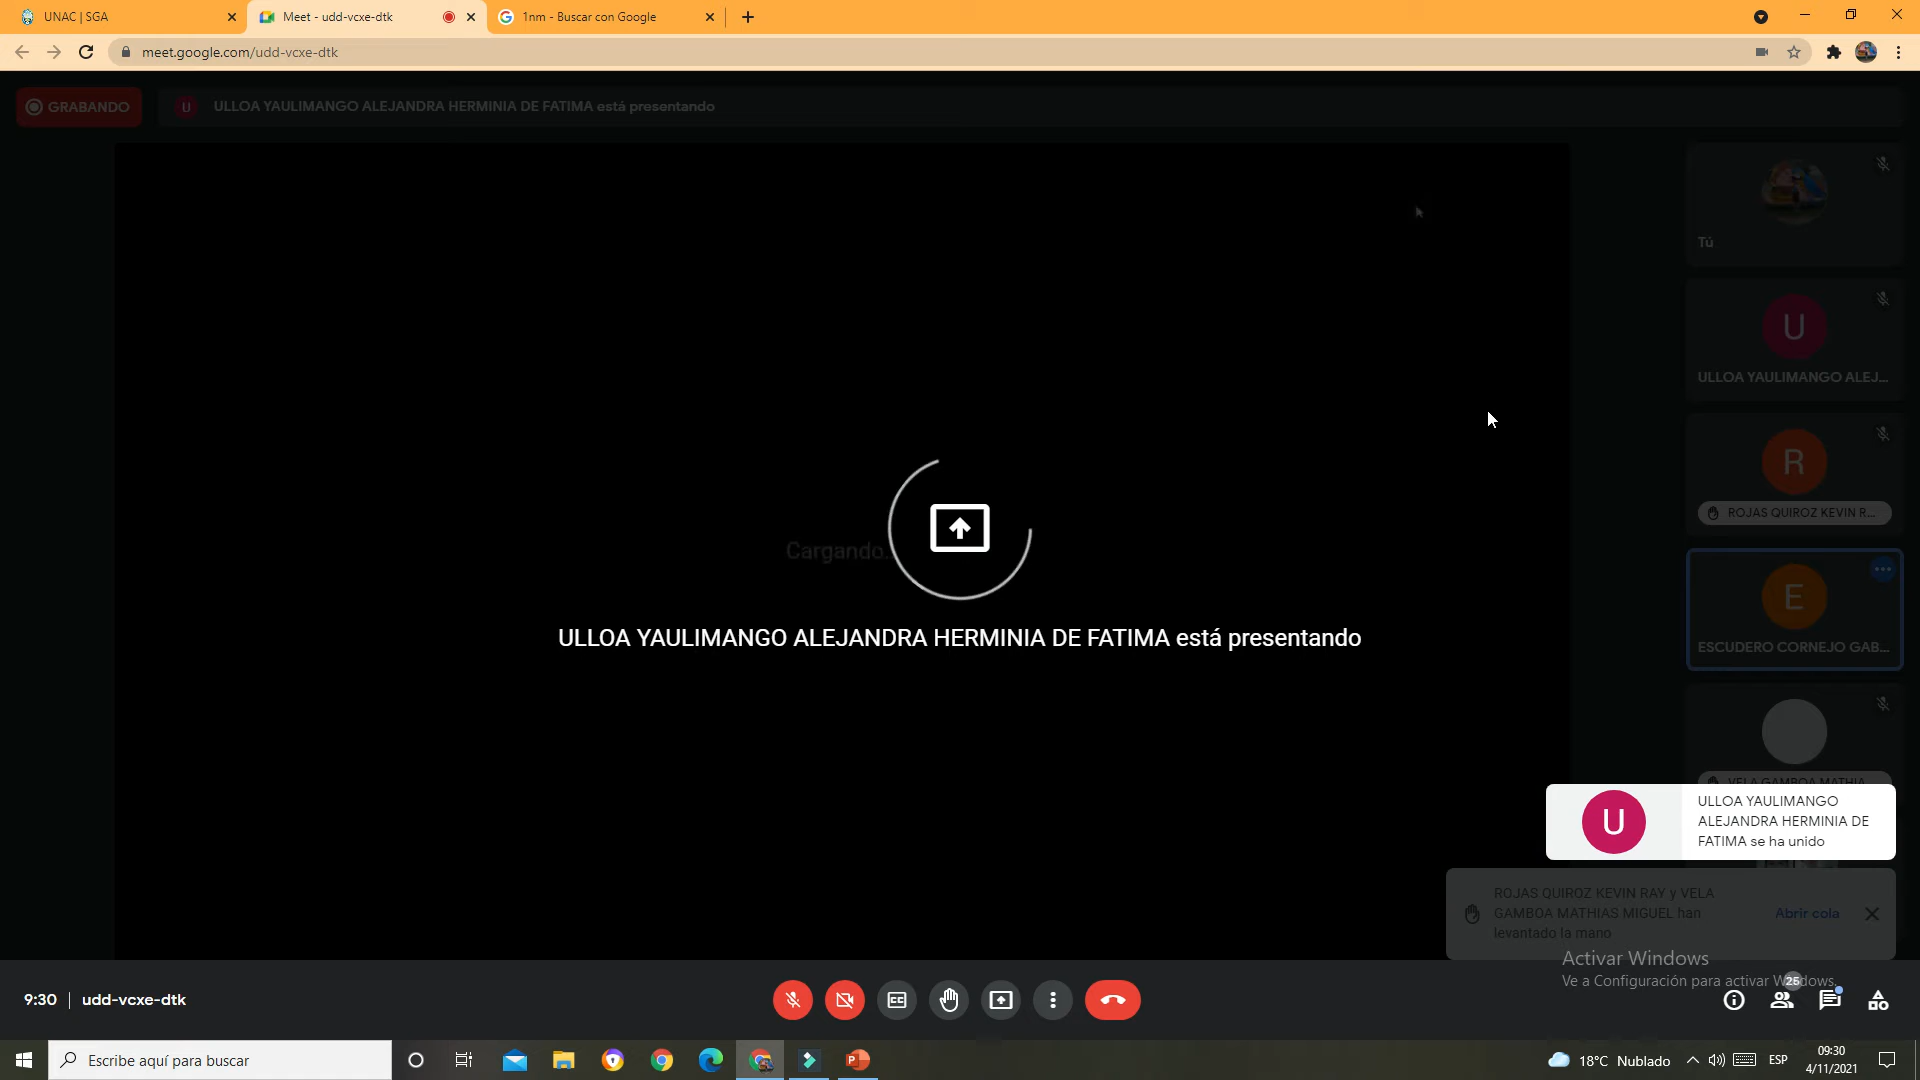 UNAC | SGA
Meet - udd-vcxe-dtk
1nm - Buscar con Google
meet.google.com/udd-vcxe-dtk
GRABANDO
U
ULLOA YAULIMANGO ALEJANDRA HERMINIA DE FATIMA está presentando
Tú
U
ULLOA YAULIMANGO ALEJ...
R
ROJAS QUIROZ KEVIN R...
E
ESCUDERO CORNEJO GAB...
Cargando..
ULLOA YAULIMANGO ALEJANDRA HERMINIA DE FATIMA está presentando
VELA GAMBOA MATHIA...
U
ULLOA YAULIMANGO
ALEJANDRA HERMINIA DE
FATIMA se ha unido
ROJAS QUIROZ KEVIN RAY y VELA
GAMBOA MATHIAS MIGUEL han
levantado la mano
Abrir cola
Activar Windows
Ve a Configuración para activar Windows.
25
9:30 | udd-vcxe-dtk
Escribe aquí para buscar
18°C Nublado
ESP
09:30
4/11/2021